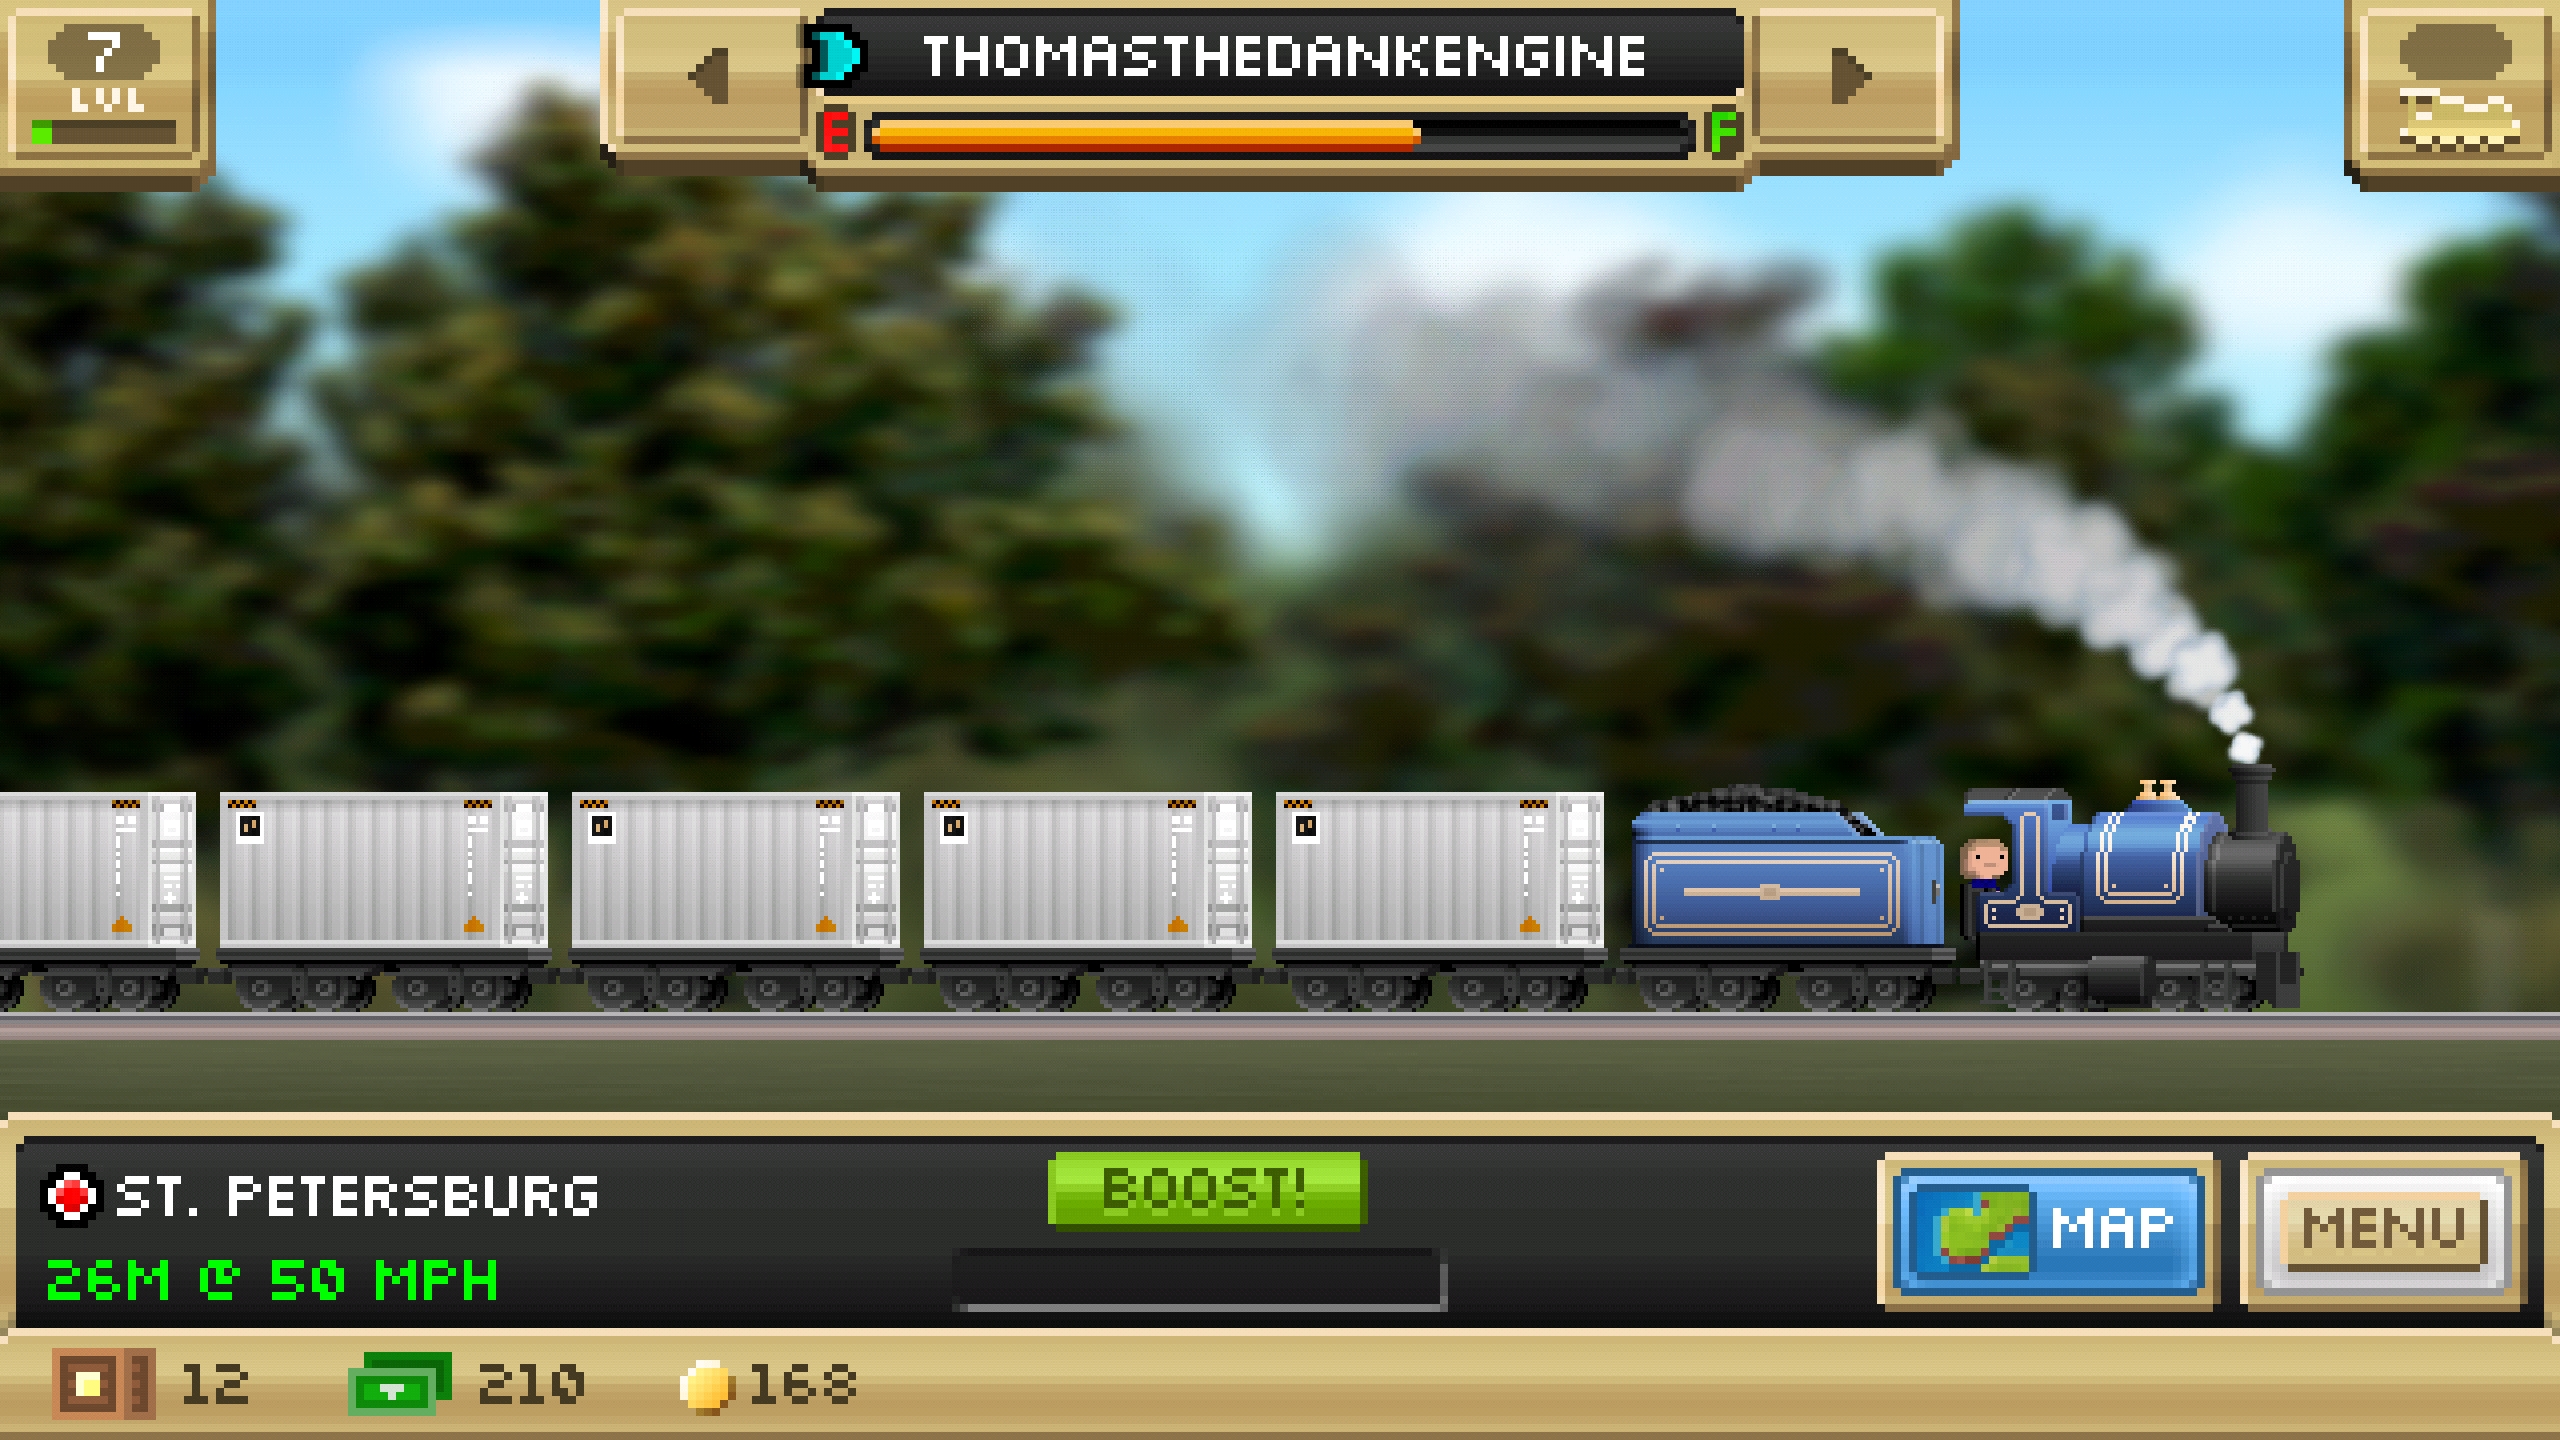 7
LVL
THOMASTHEDANKENGINE
E F
ST. PETERSBURG
26M @ 50 MPH
BOOST!
MAP
MENU
12 210 168